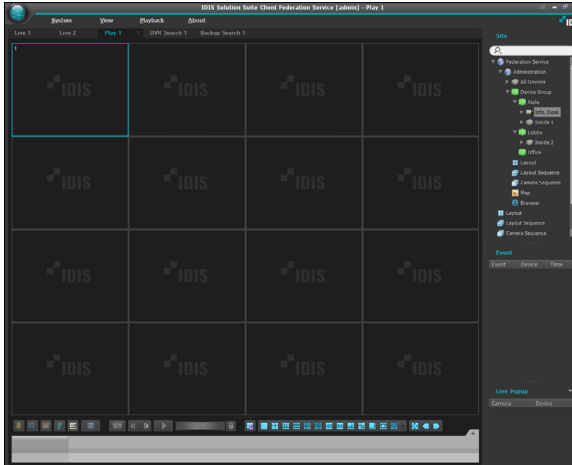 IDIS Solution Suite Client Federation Service [admin] - Play 1
System View Playback About
Live 1 Live 2 Play 1 DVR Search 1 Backup Search 1
Site
1
Federation Service
Administration
All Devices
Device Group
Aisle
Info. Desk
Inside 1
Lobby
Inside 2
Office
Layout
Layout Sequence
Camera Sequence
Map
Browser
Layout
Layout Sequence
Camera Sequence
Event
Event Device Time
Live Popup
Camera Device
IDIS IDIS IDIS IDIS
IDIS IDIS IDIS IDIS
IDIS IDIS IDIS IDIS
IDIS IDIS IDIS IDIS